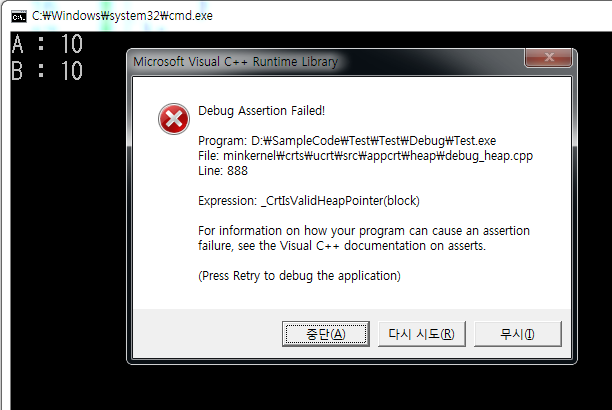 C:₩Windows₩system32₩cmd.exe
A : 10
B : 10
Microsoft Visual C++ Runtime Library
Debug Assertion Failed!
Program: D:₩SampleCode₩Test₩Test₩Debug₩Test.exe
File: minkernel₩crts₩ucrt₩src₩appcrt₩heap₩debug_heap.cpp
Line: 888
Expression: _CrtIsValidHeapPointer(block)
For information on how your program can cause an assertion
failure, see the Visual C++ documentation on asserts.
(Press Retry to debug the application)
중단(A) 다시 시도(R) 무시(I)